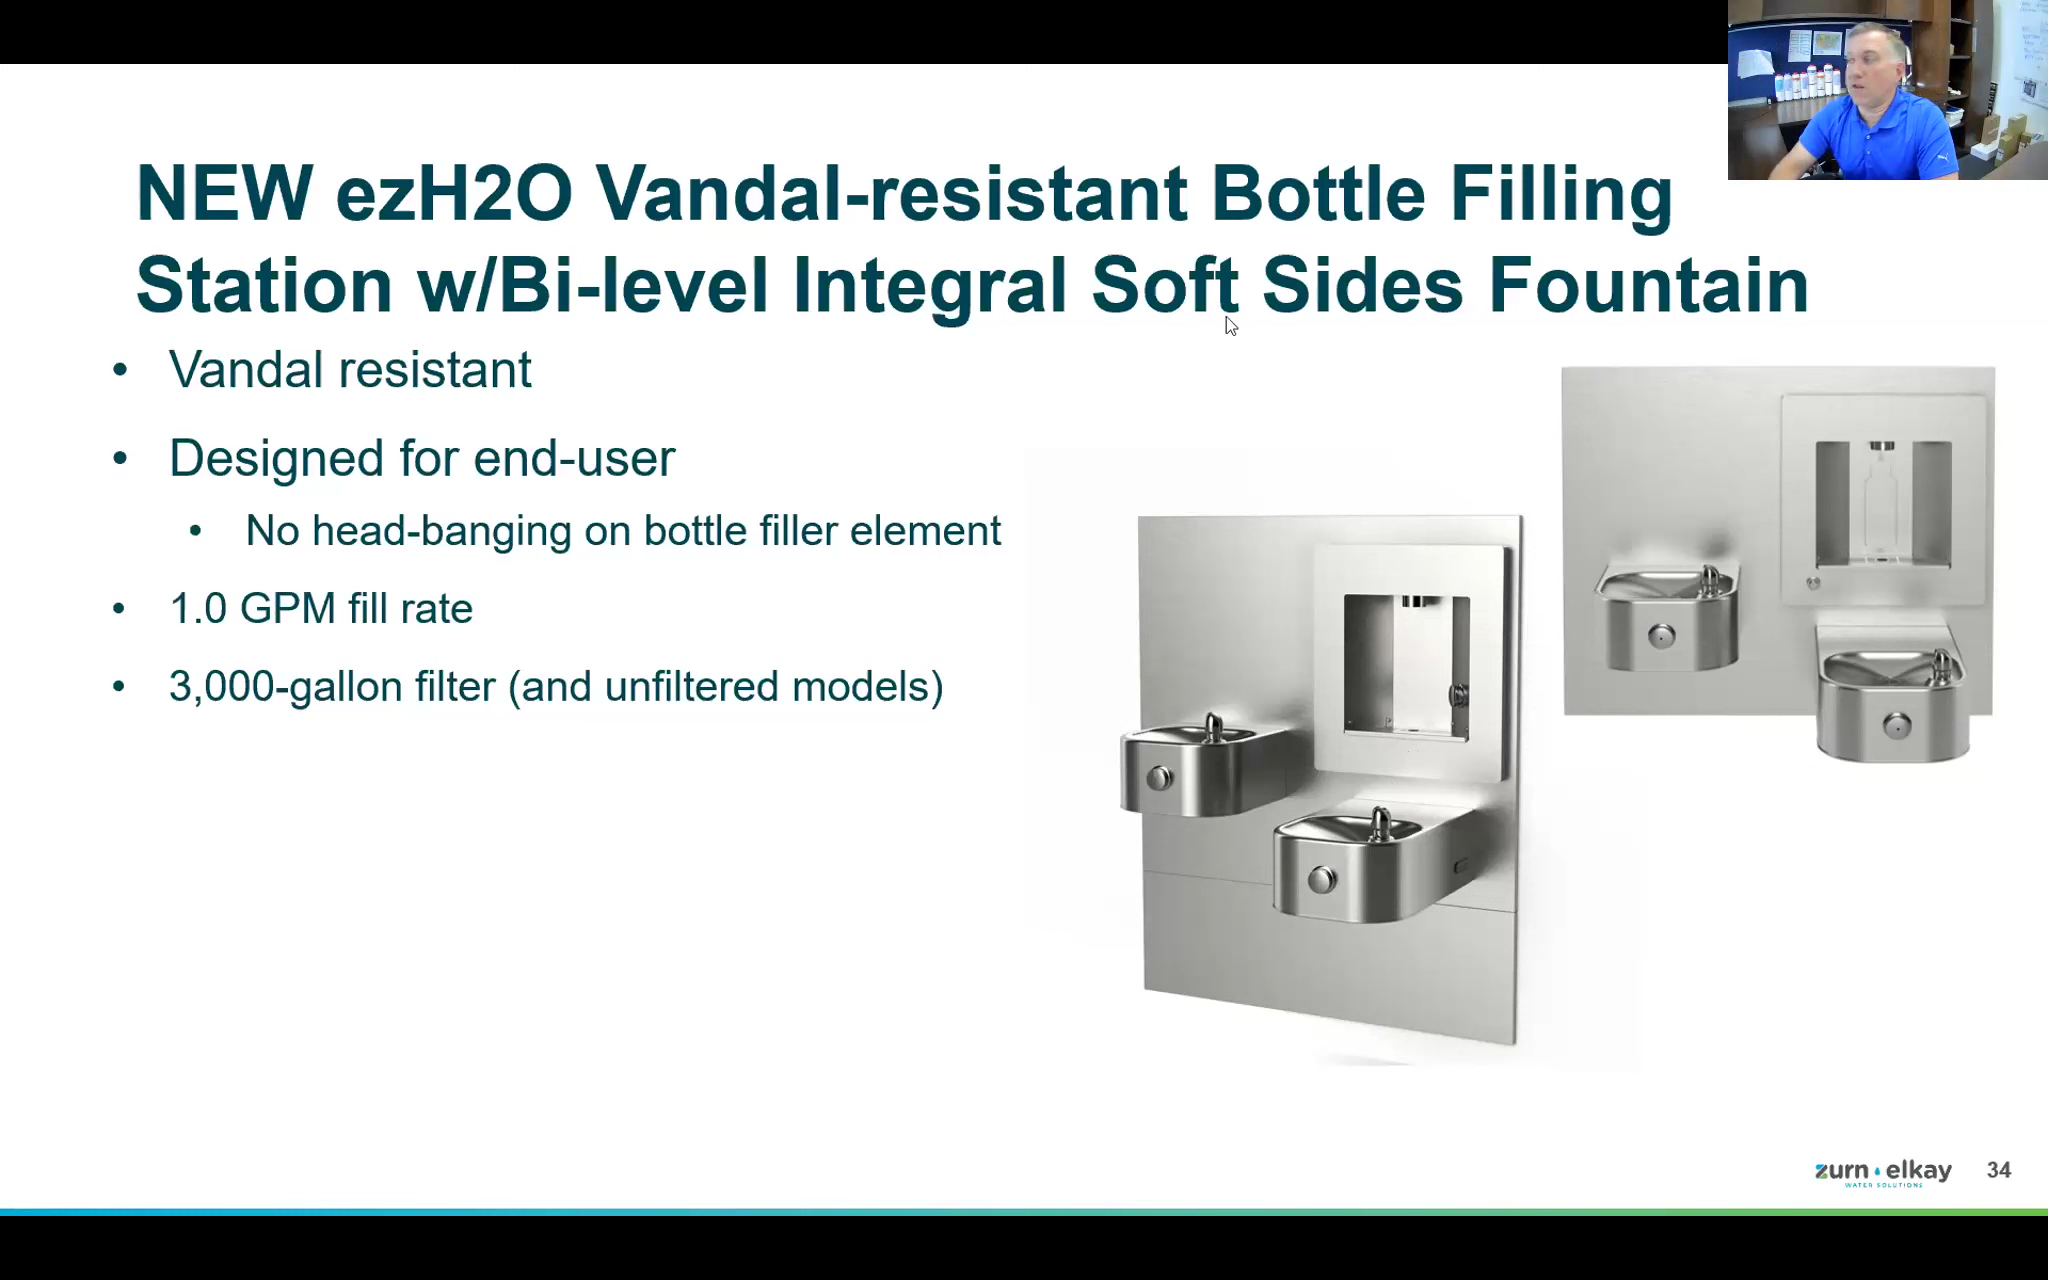 NEW ezH2O Vandal-resistant Bottle Filling
Station w/Bi-level Integral Soft Sides Fountain
• Vandal resistant
• Designed for end-user
• No head-banging on bottle filler element
• 1.0 GPM fill rate
• 3,000-gallon filter (and unfiltered models)
zurn elkay
WATER SOLUTIONS
34